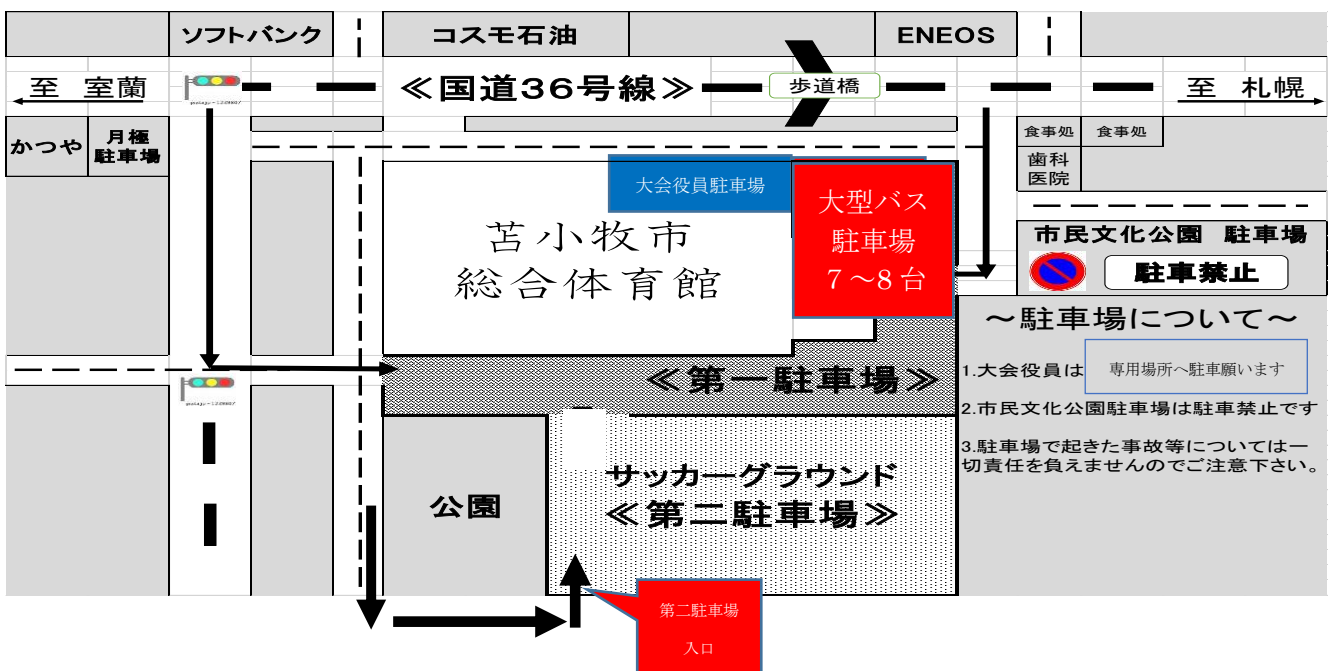 ソフトバンク
コスモ石油
ENEOS
至 室蘭
≪国道36号線≫
歩道橋
至 札幌
かつや
月極
駐車場
食事処
食事処
歯科
医院
大会役員駐車場
大型バス
駐車場
7～8台
苫小牧市
総合体育館
市民文化公園 駐車場
駐車禁止
～駐車場について～
≪第一駐車場≫
1.大会役員は 専用場所へ駐車願います
2.市民文化公園駐車場は駐車禁止です
3.駐車場で起きた事故等については一
切責任を負えませんのでご注意下さい。
サッカーグラウンド
≪第二駐車場≫
公園
第二駐車場
入口